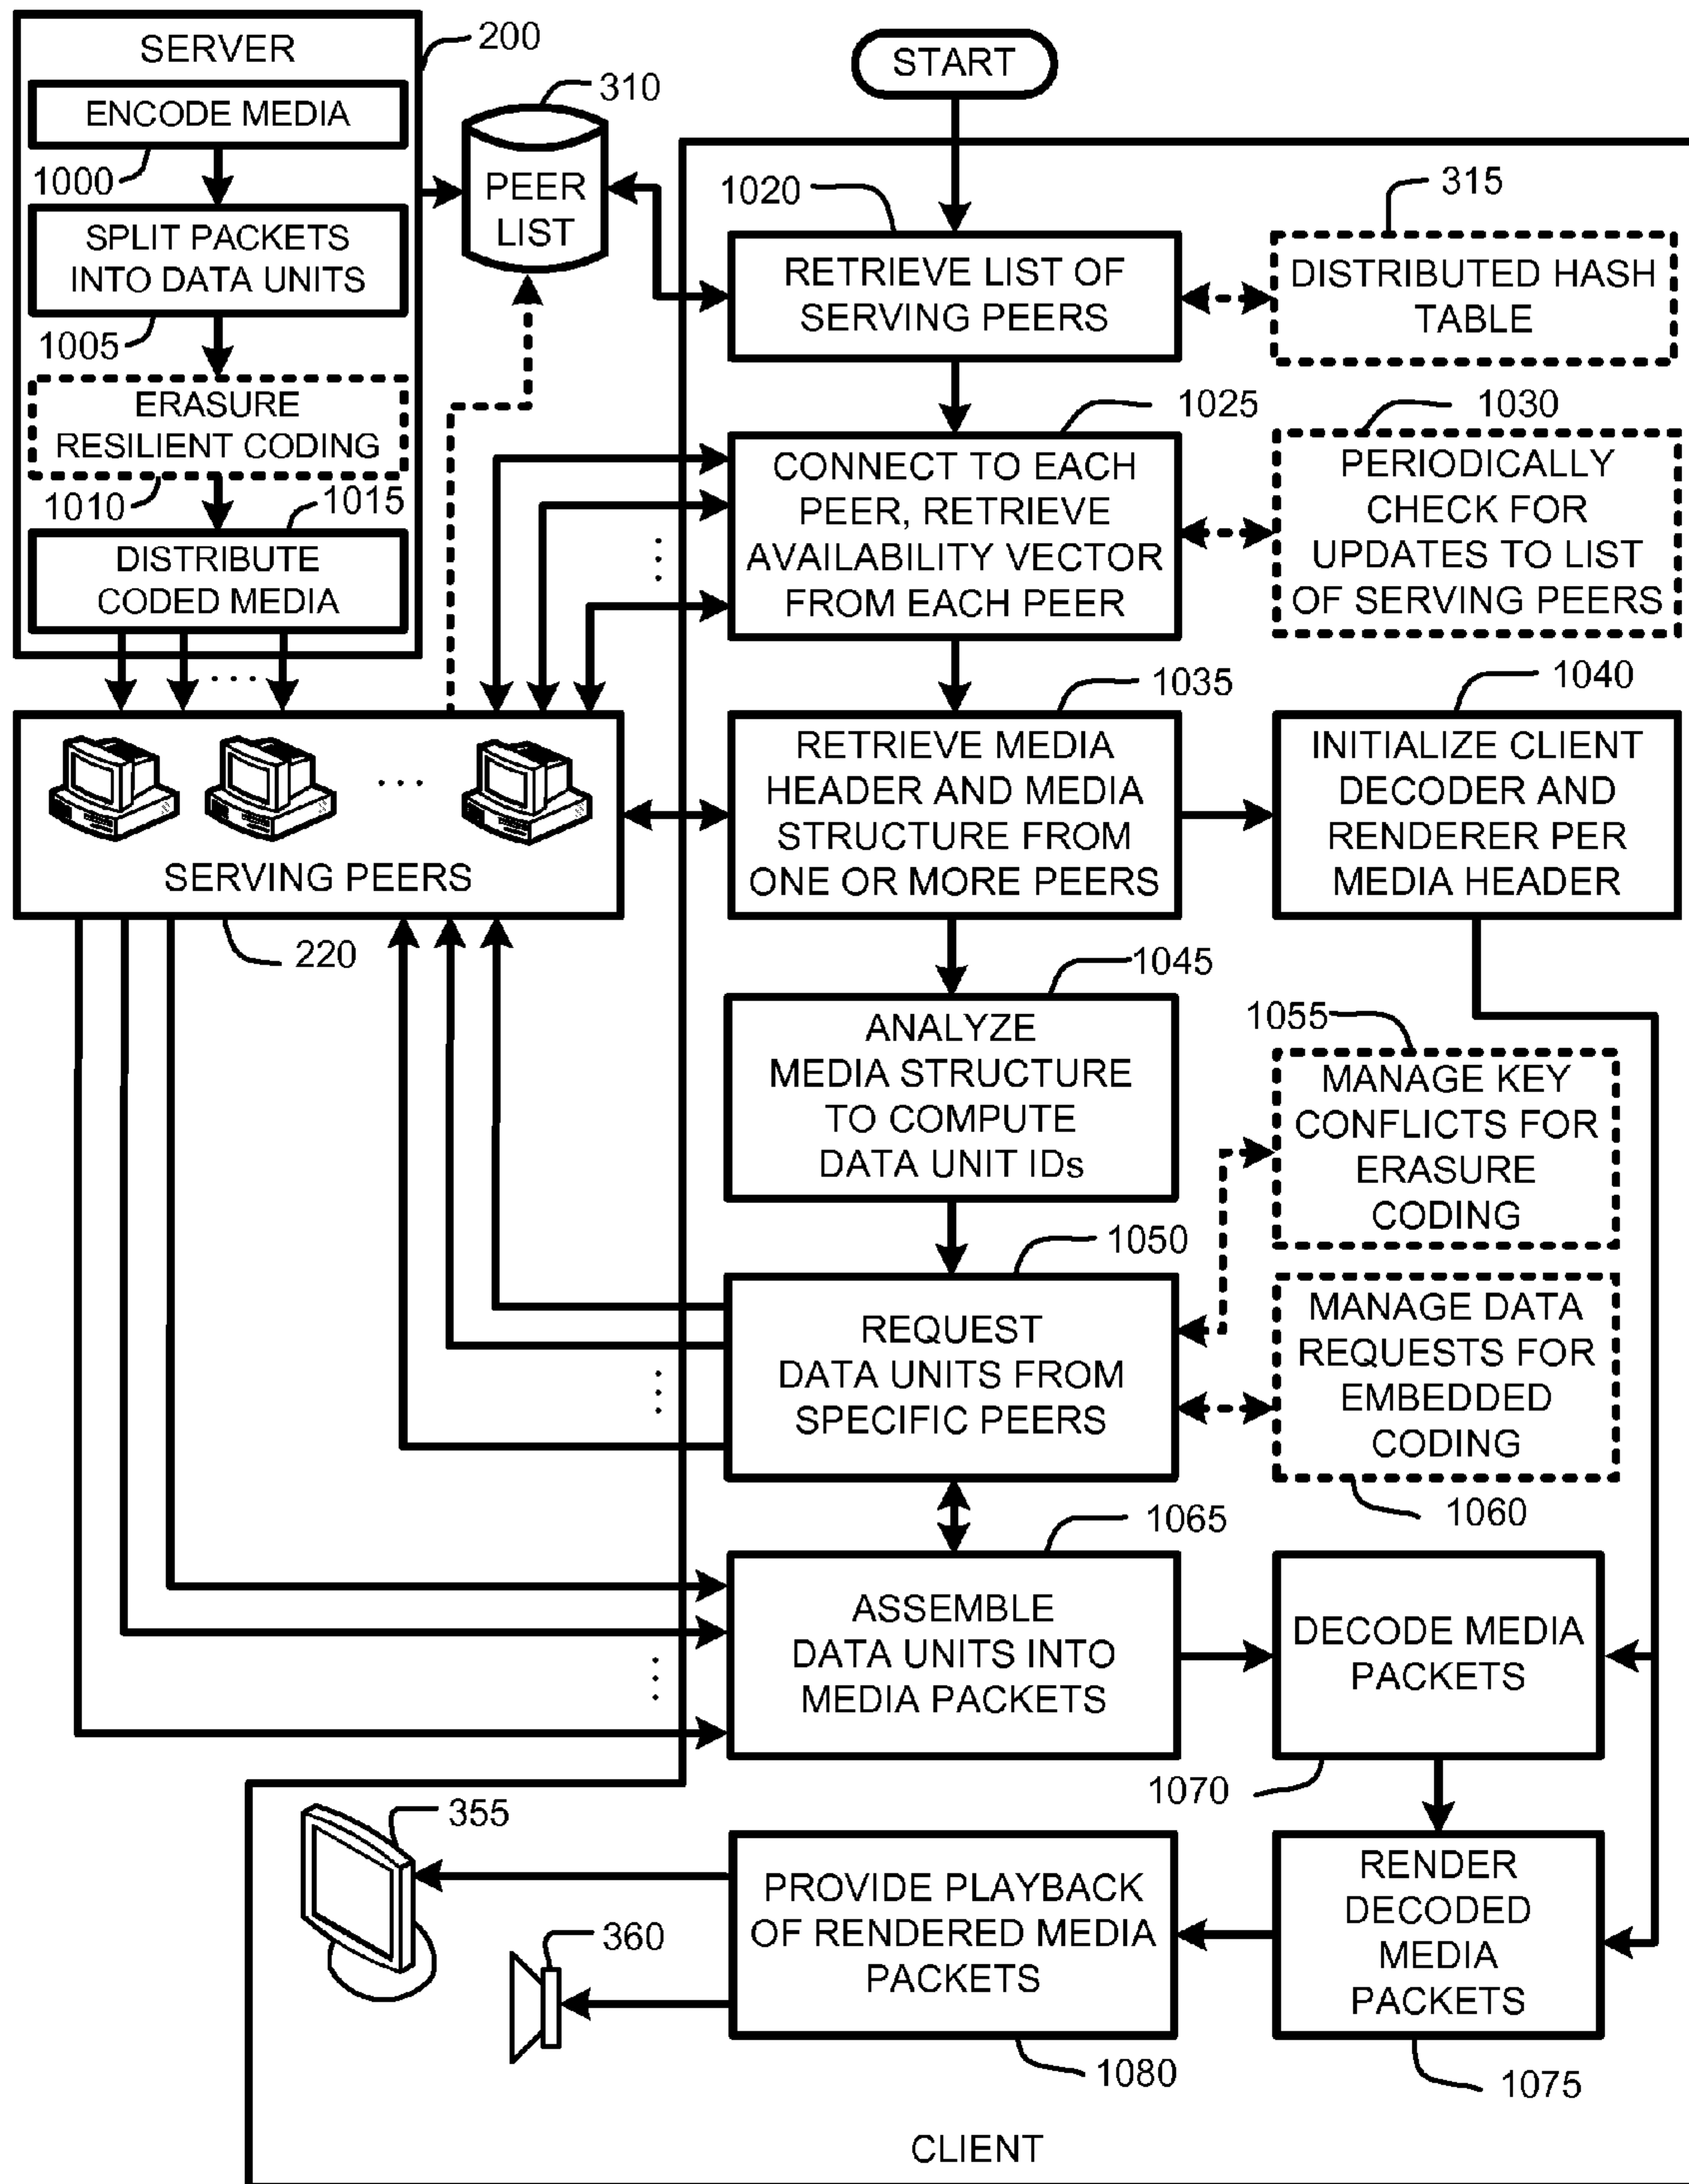 SERVER
200
ENCODE MEDIA
1000
SPLIT PACKETS
INTO DATA UNITS
1005
ERASURE
RESILIENT CODING
1010
1015
DISTRIBUTE
CODED MEDIA
310
PEER
LIST
START
1020
RETRIEVE LIST OF
SERVING PEERS
315
DISTRIBUTED HASH
TABLE
1025
CONNECT TO EACH
PEER, RETRIEVE
AVAILABILITY VECTOR
FROM EACH PEER
1030
PERIODICALLY
CHECK FOR
UPDATES TO LIST
OF SERVING PEERS
SERVING PEERS
220
1035
RETRIEVE MEDIA
HEADER AND MEDIA
STRUCTURE FROM
ONE OR MORE PEERS
1040
INITIALIZE CLIENT
DECODER AND
RENDERER PER
MEDIA HEADER
1045
ANALYZE
MEDIA STRUCTURE
TO COMPUTE
DATA UNIT IDs
1055
MANAGE KEY
CONFLICTS FOR
ERASURE
CODING
1050
REQUEST
DATA UNITS FROM
SPECIFIC PEERS
MANAGE DATA
REQUESTS FOR
EMBEDDED
CODING
1060
1065
ASSEMBLE
DATA UNITS INTO
MEDIA PACKETS
DECODE MEDIA
PACKETS
1070
355
360
PROVIDE PLAYBACK
OF RENDERED MEDIA
PACKETS
1080
RENDER
DECODED
MEDIA
PACKETS
1075
CLIENT